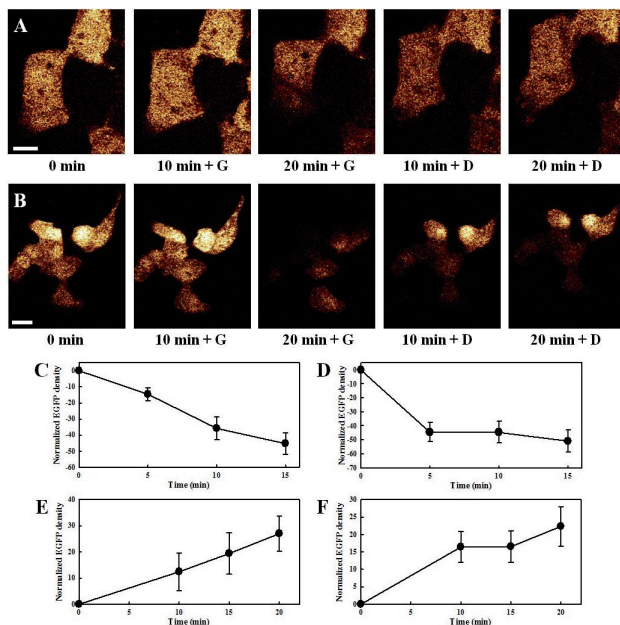 A
0 min 10 min + G 20 min + G 10 min + D 20 min + D
B
0 min 10 min + G 20 min + G 10 min + D 20 min + D
C
Normalized EGFP density
0
-10
-20
-30
-40
-50
-60
0 5 10 15
Time (min)
D
Normalized EGFP density
0
-10
-20
-30
-40
-50
-60
-70
0 5 10 15
Time (min)
E
Normalized EGFP density
40
30
20
10
0
0 5 10 15 20
Time (min)
F
Normalized EGFP density
30
25
20
15
10
5
0
0 5 10 15 20
Time (min)